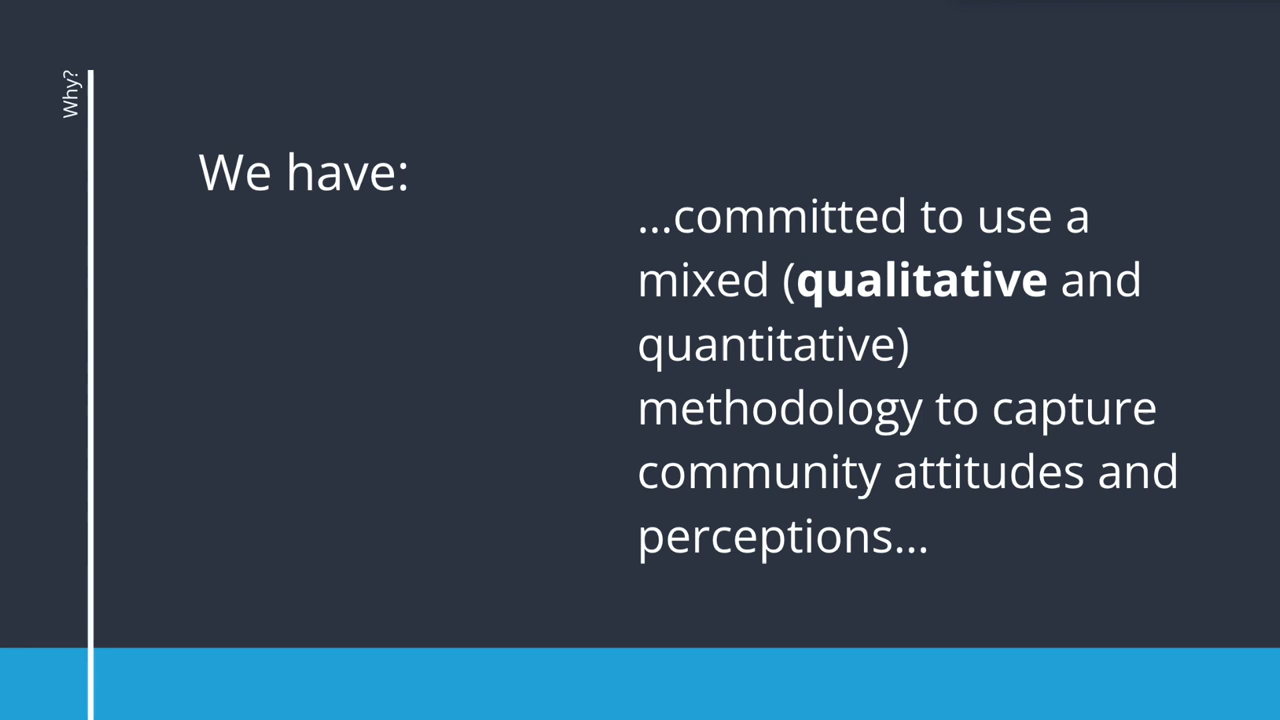 Why?
We have:
...committed to use a
mixed (qualitative and
quantitative)
methodology to capture
community attitudes and
perceptions...